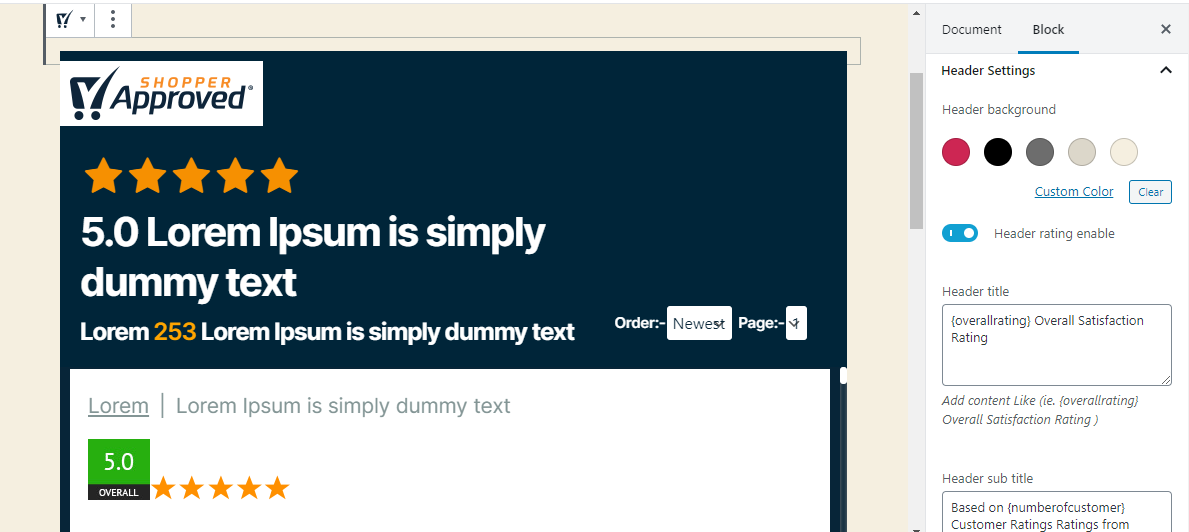 SHOPPER
Approved®
5.0 Lorem Ipsum is simply
dummy text
Lorem 253 Lorem Ipsum is simply dummy text
Order:- Newest Page:-
Lorem | Lorem Ipsum is simply dummy text
5.0
OVERALL
Document Block
Header Settings
Header background
Custom Color Clear
Header rating enable
Header title
{overallrating} Overall Satisfaction
Rating
Add content Like (ie. {overallrating}
Overall Satisfaction Rating )
Header sub title
Based on {numberofcustomer}
Customer Ratings Ratings from